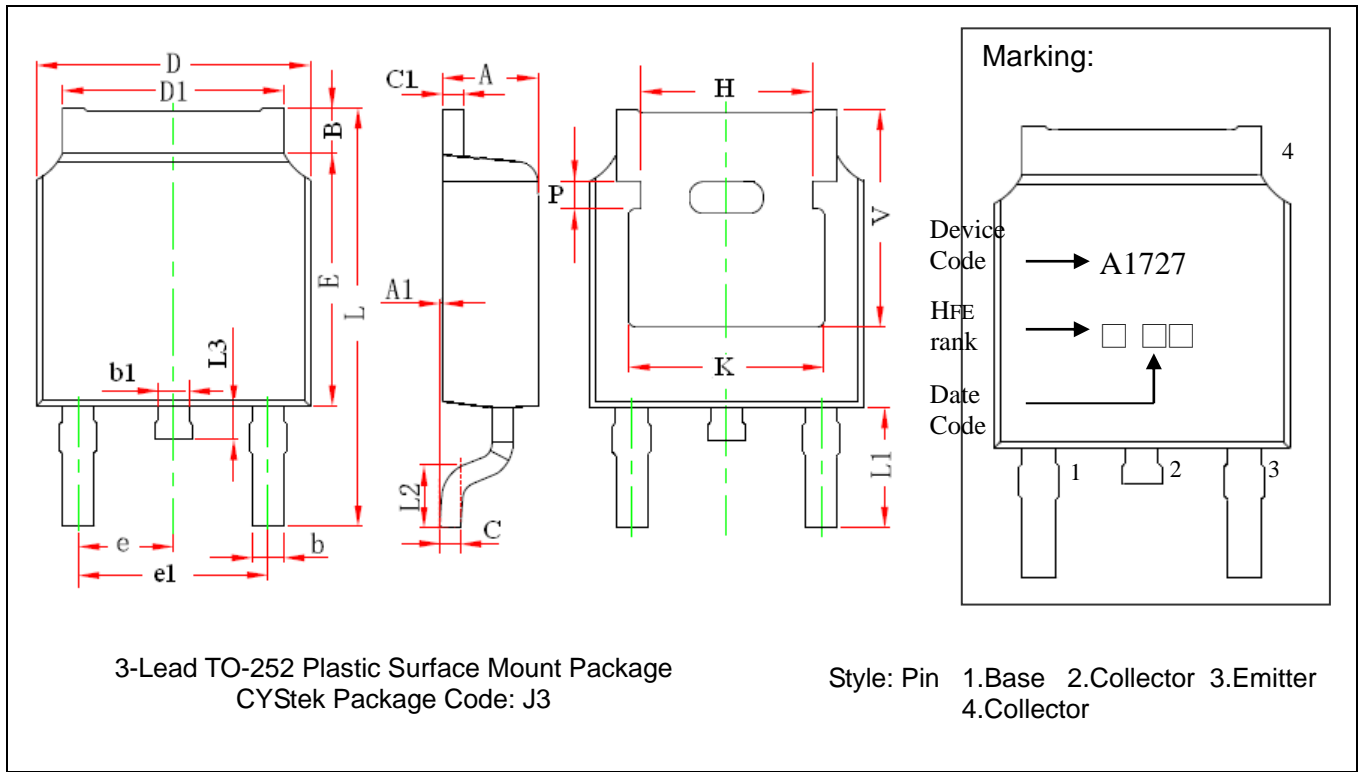 D
D1
B
E
L
L3
b1
e
e1
b
C1
A
A1
L2
C
H
P
V
K
L1
Marking:
4
Device
Code
A1727
HFE
rank
Date
Code
1
2
3
3-Lead TO-252 Plastic Surface Mount Package
CYStek Package Code: J3
Style: Pin 1.Base 2.Collector 3.Emitter
4.Collector